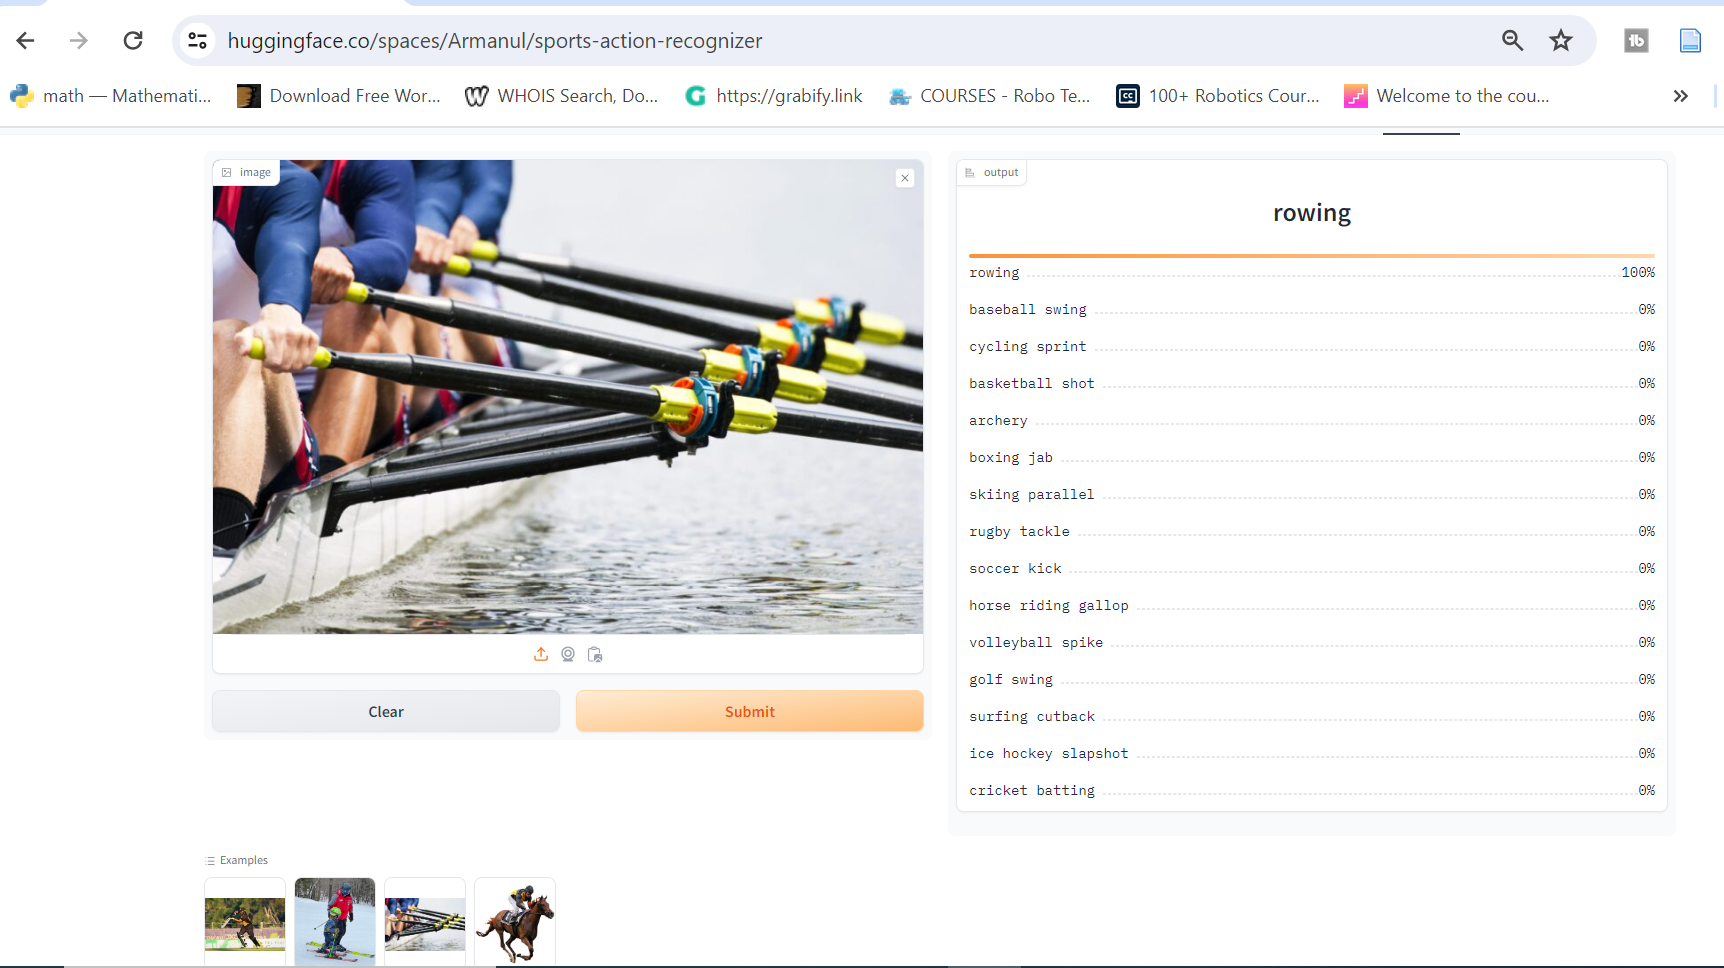 huggingface.co/spaces/Armanul/sports-action-recognizer
math — Mathemati... Download Free Wor... WHOIS Search, Do... https://grabify.link COURSES - Robo Te... 100+ Robotics Cour... Welcome to the cou...
image
output
rowing
rowing 100%
baseball swing 0%
cycling sprint 0%
basketball shot 0%
archery 0%
boxing jab 0%
skiing parallel 0%
rugby tackle 0%
soccer kick 0%
horse riding gallop 0%
volleyball spike 0%
golf swing 0%
surfing cutback 0%
ice hockey slapshot 0%
cricket batting 0%
Clear
Submit
Examples